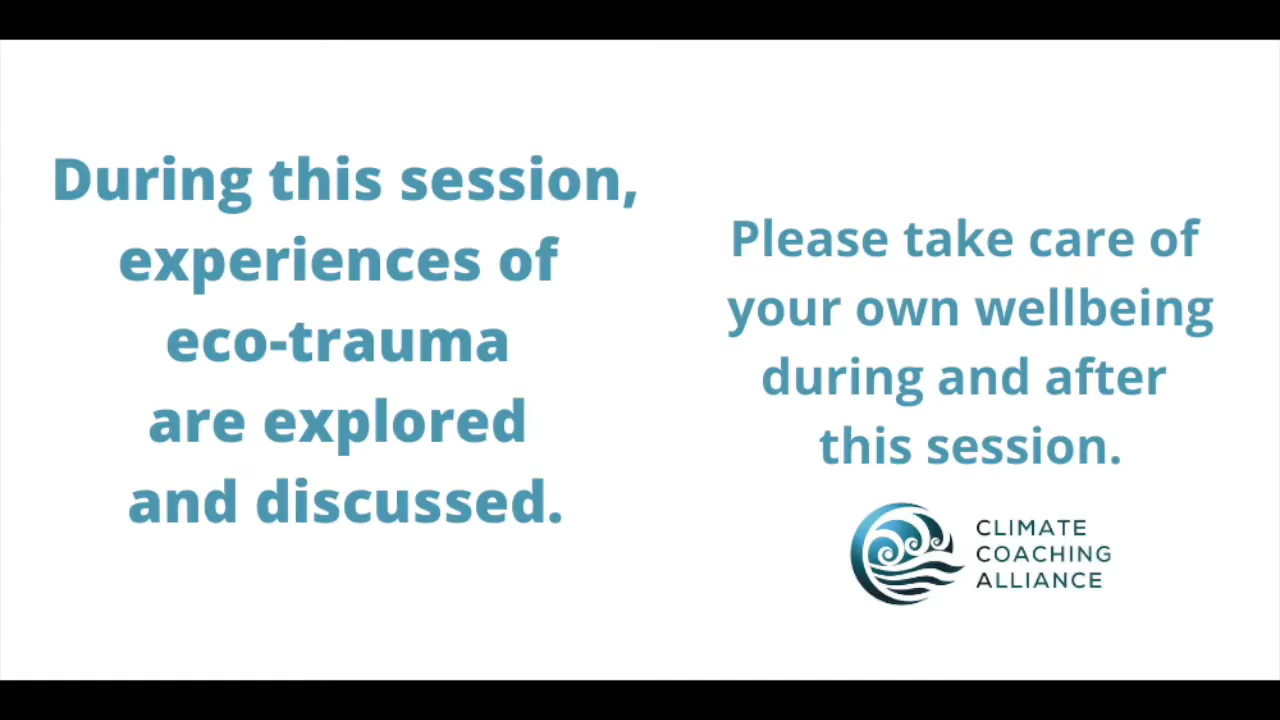 During this session,
experiences of
eco-trauma
are explored
and discussed.
Please take care of
your own wellbeing
during and after
this session.
CLIMATE
COACHING
ALLIANCE